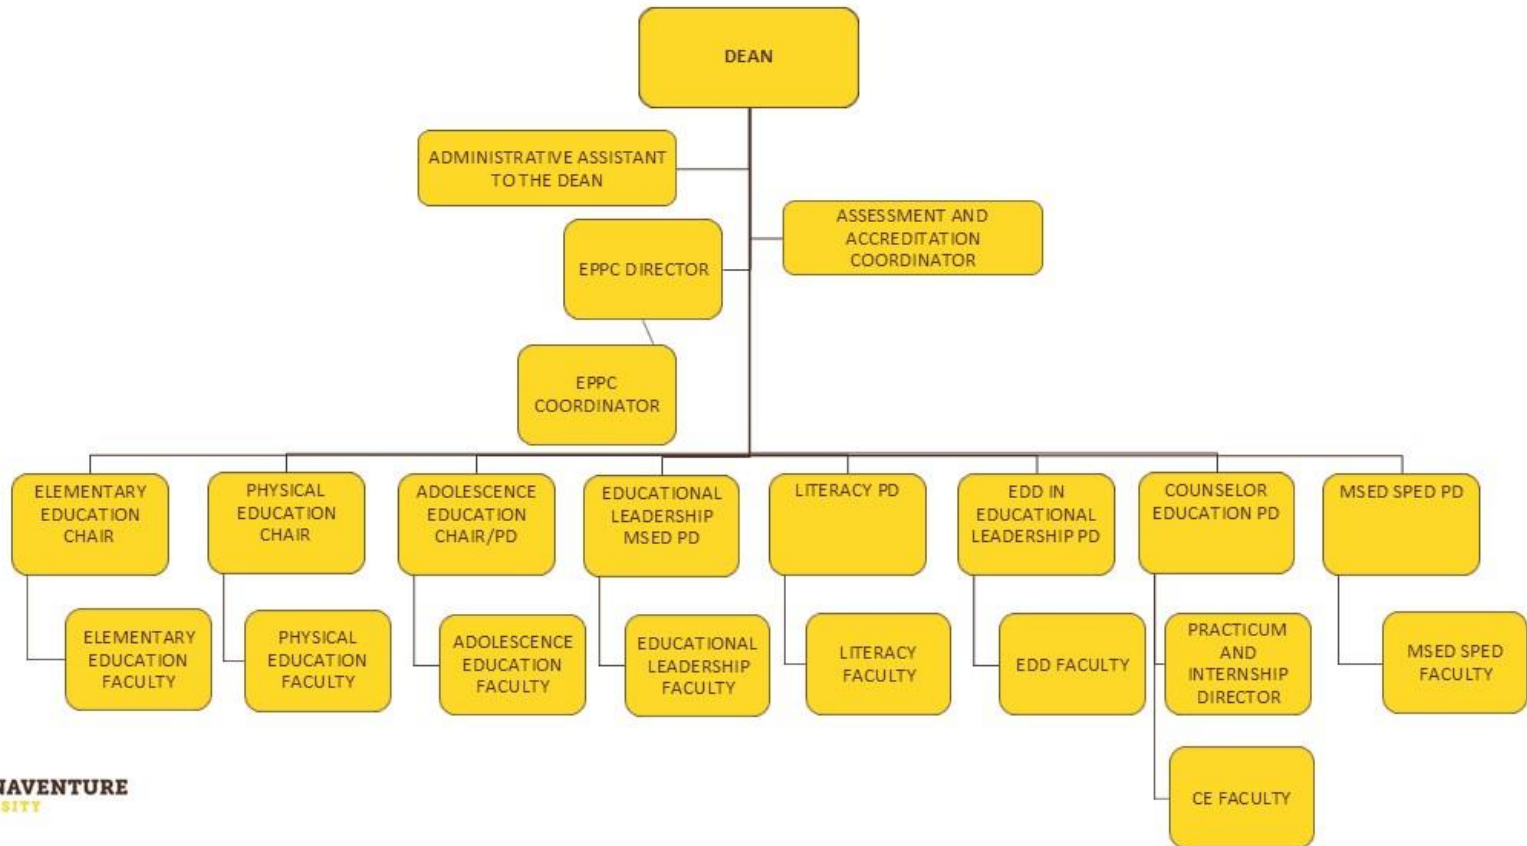 DEAN
ADMINISTRATIVE ASSISTANT
TO THE DEAN
ASSESSMENT AND
ACCREDITATION
COORDINATOR
EPPC DIRECTOR
EPPC
COORDINATOR
ELEMENTARY
EDUCATION
CHAIR
PHYSICAL
EDUCATION
CHAIR
ADOLESCENCE
EDUCATION
CHAIR/PD
EDUCATIONAL
LEADERSHIP
MSED PD
LITERACY PD
EDD IN
EDUCATIONAL
LEADERSHIP PD
COUNSELOR
EDUCATION PD
MSED SPED PD
ELEMENTARY
EDUCATION
FACULTY
PHYSICAL
EDUCATION
FACULTY
ADOLESCENCE
EDUCATION
FACULTY
EDUCATIONAL
LEADERSHIP
FACULTY
LITERACY
FACULTY
EDD FACULTY
PRACTICUM
AND
INTERNSHIP
DIRECTOR
MSED SPED
FACULTY
CE FACULTY
NAVENTURE
SITY